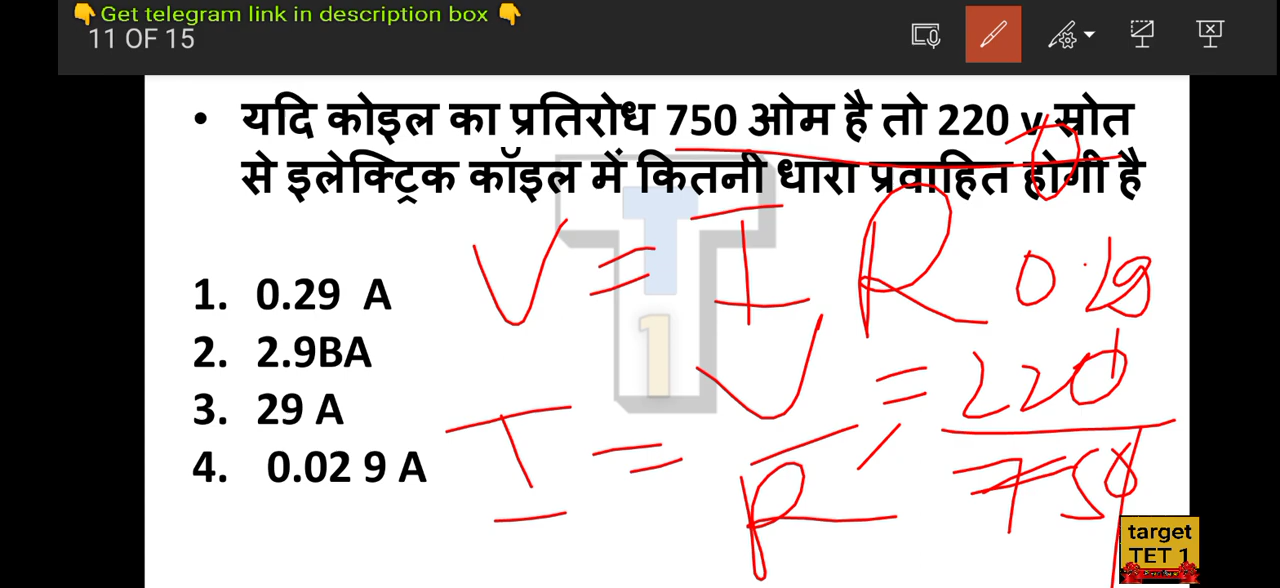 👇Get telegram link in description box 👇
11 OF 15
• यदि कोइल का प्रतिरोध 750 ओम है तो 220 v स्रोत
से इलेक्ट्रिक कॉइल में कितनी धारा प्रवाहित होगी है
V = I R
1. 0.29 A
2. 2.9BA
3. 29 A
4. 0.02 9 A
I = V/R = 220/750
T
1
target
TET 1